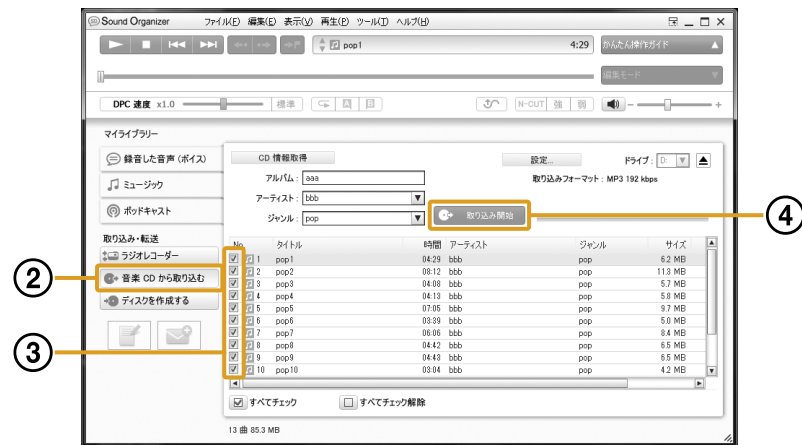 Sound Organizer ファイル(F) 編集(E) 表示(V) 再生(P) ツール(T) ヘルプ(H)
pop1 4:29 かんたん操作ガイド
編集モード
DPC 速度 x1.0 標準 A B N-CUT 強 弱 - +
マイライブラリー
録音した音声 (ボイス)
ミュージック
ポッドキャスト
取り込み・転送
ラジオレコーダー
② 音楽 CD から取り込む
ディスクを作成する
③
CD 情報取得 設定... ドライブ : D:
アルバム : aaa 取り込みフォーマット : MP3 192 kbps
アーティスト : bbb
ジャンル : pop 取り込み開始 ④
No. タイトル 時間 アーティスト ジャンル サイズ
1 pop1 04:29 bbb pop 6.2 MB
2 pop2 08:12 bbb pop 11.3 MB
3 pop3 04:08 bbb pop 5.7 MB
4 pop4 04:13 bbb pop 5.8 MB
5 pop5 07:05 bbb pop 9.7 MB
6 pop6 03:39 bbb pop 5.0 MB
7 pop7 06:06 bbb pop 8.4 MB
8 pop8 04:42 bbb pop 6.5 MB
9 pop9 04:43 bbb pop 6.5 MB
10 pop10 03:04 bbb pop 4.2 MB
すべてチェック すべてチェック解除
13 曲 85.3 MB